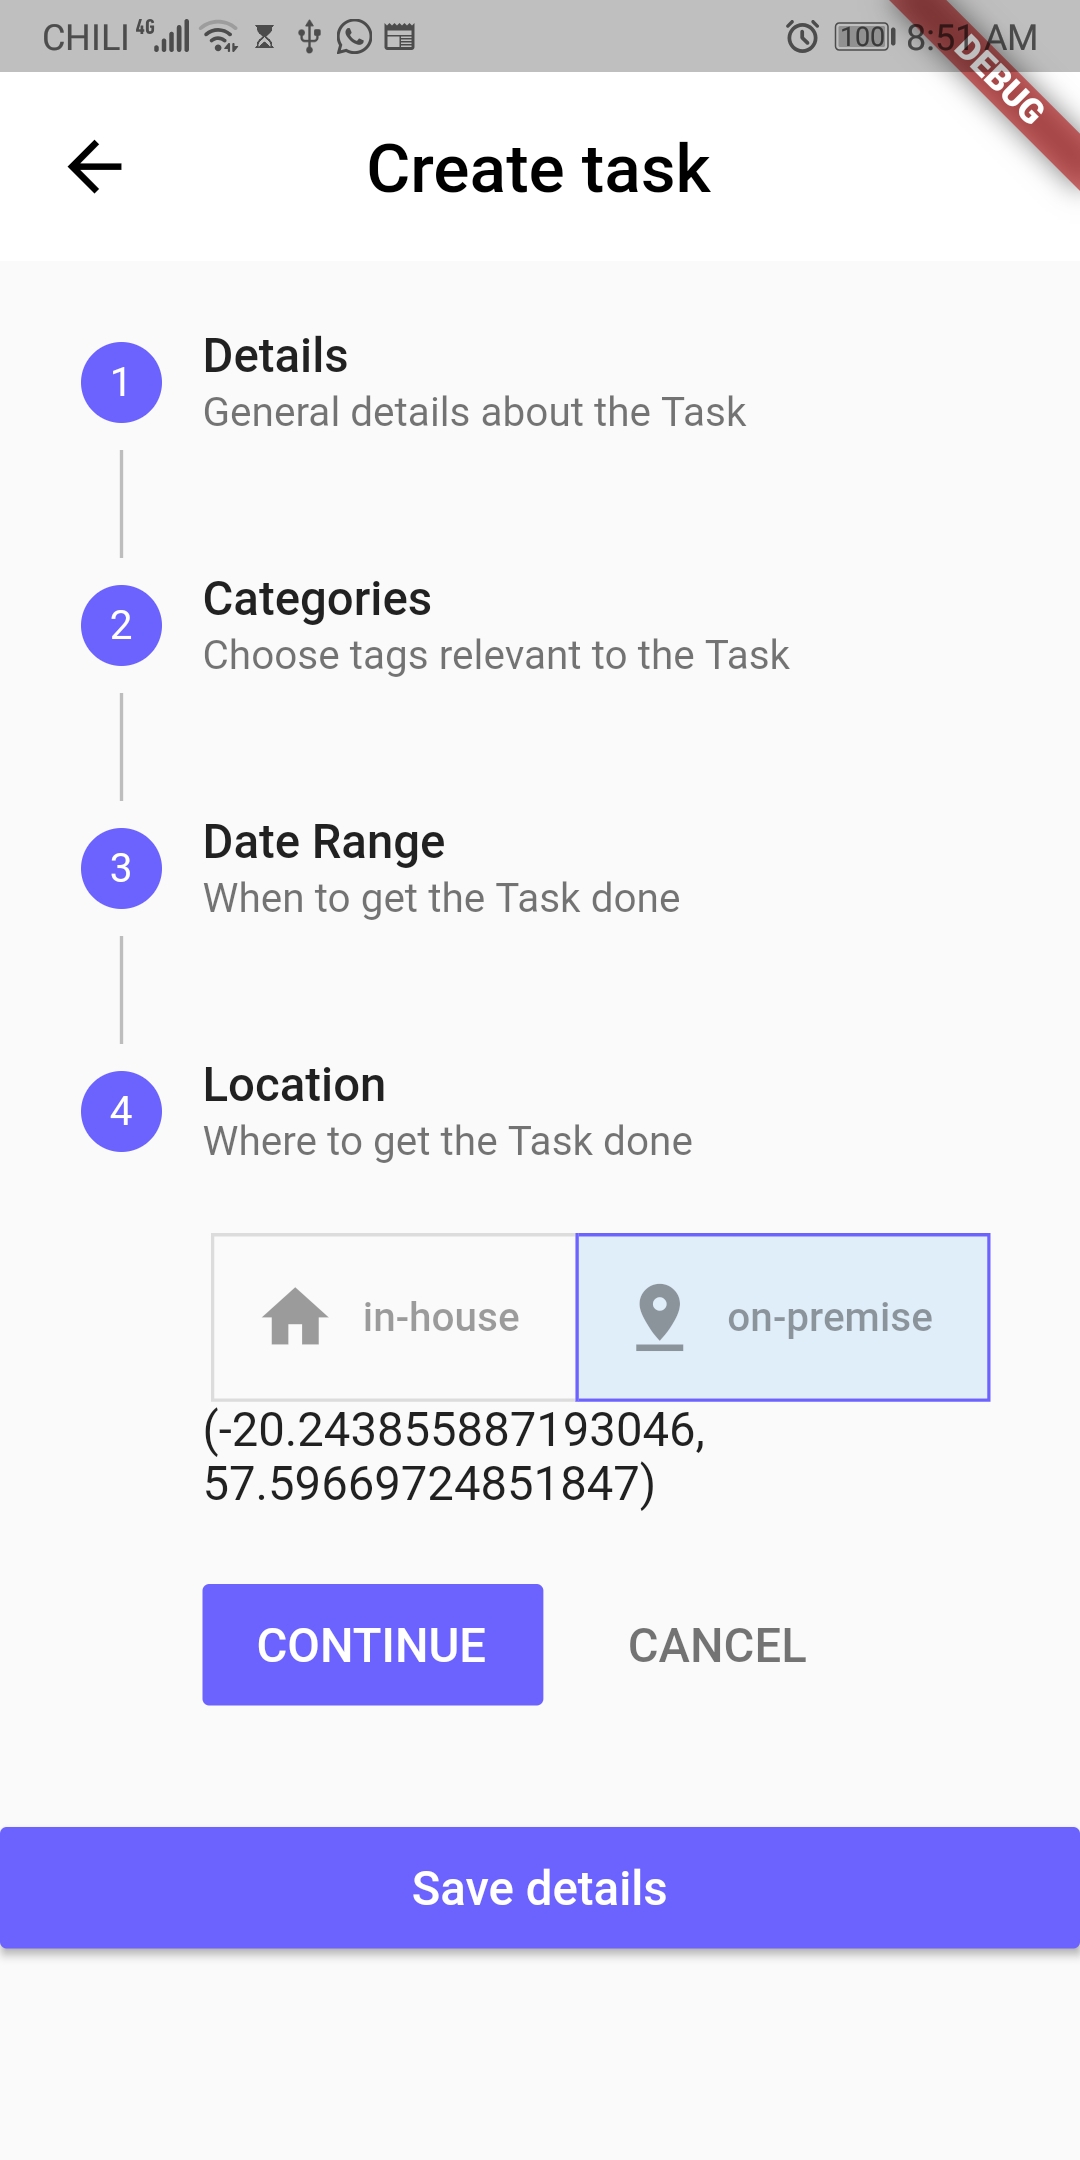 CHILI 4G 100 8:51 AM
DEBUG
Create task
1 Details
General details about the Task
2 Categories
Choose tags relevant to the Task
3 Date Range
When to get the Task done
4 Location
Where to get the Task done
in-house on-premise
(-20.243855887193046,
57.59669724851847)
CONTINUE CANCEL
Save details